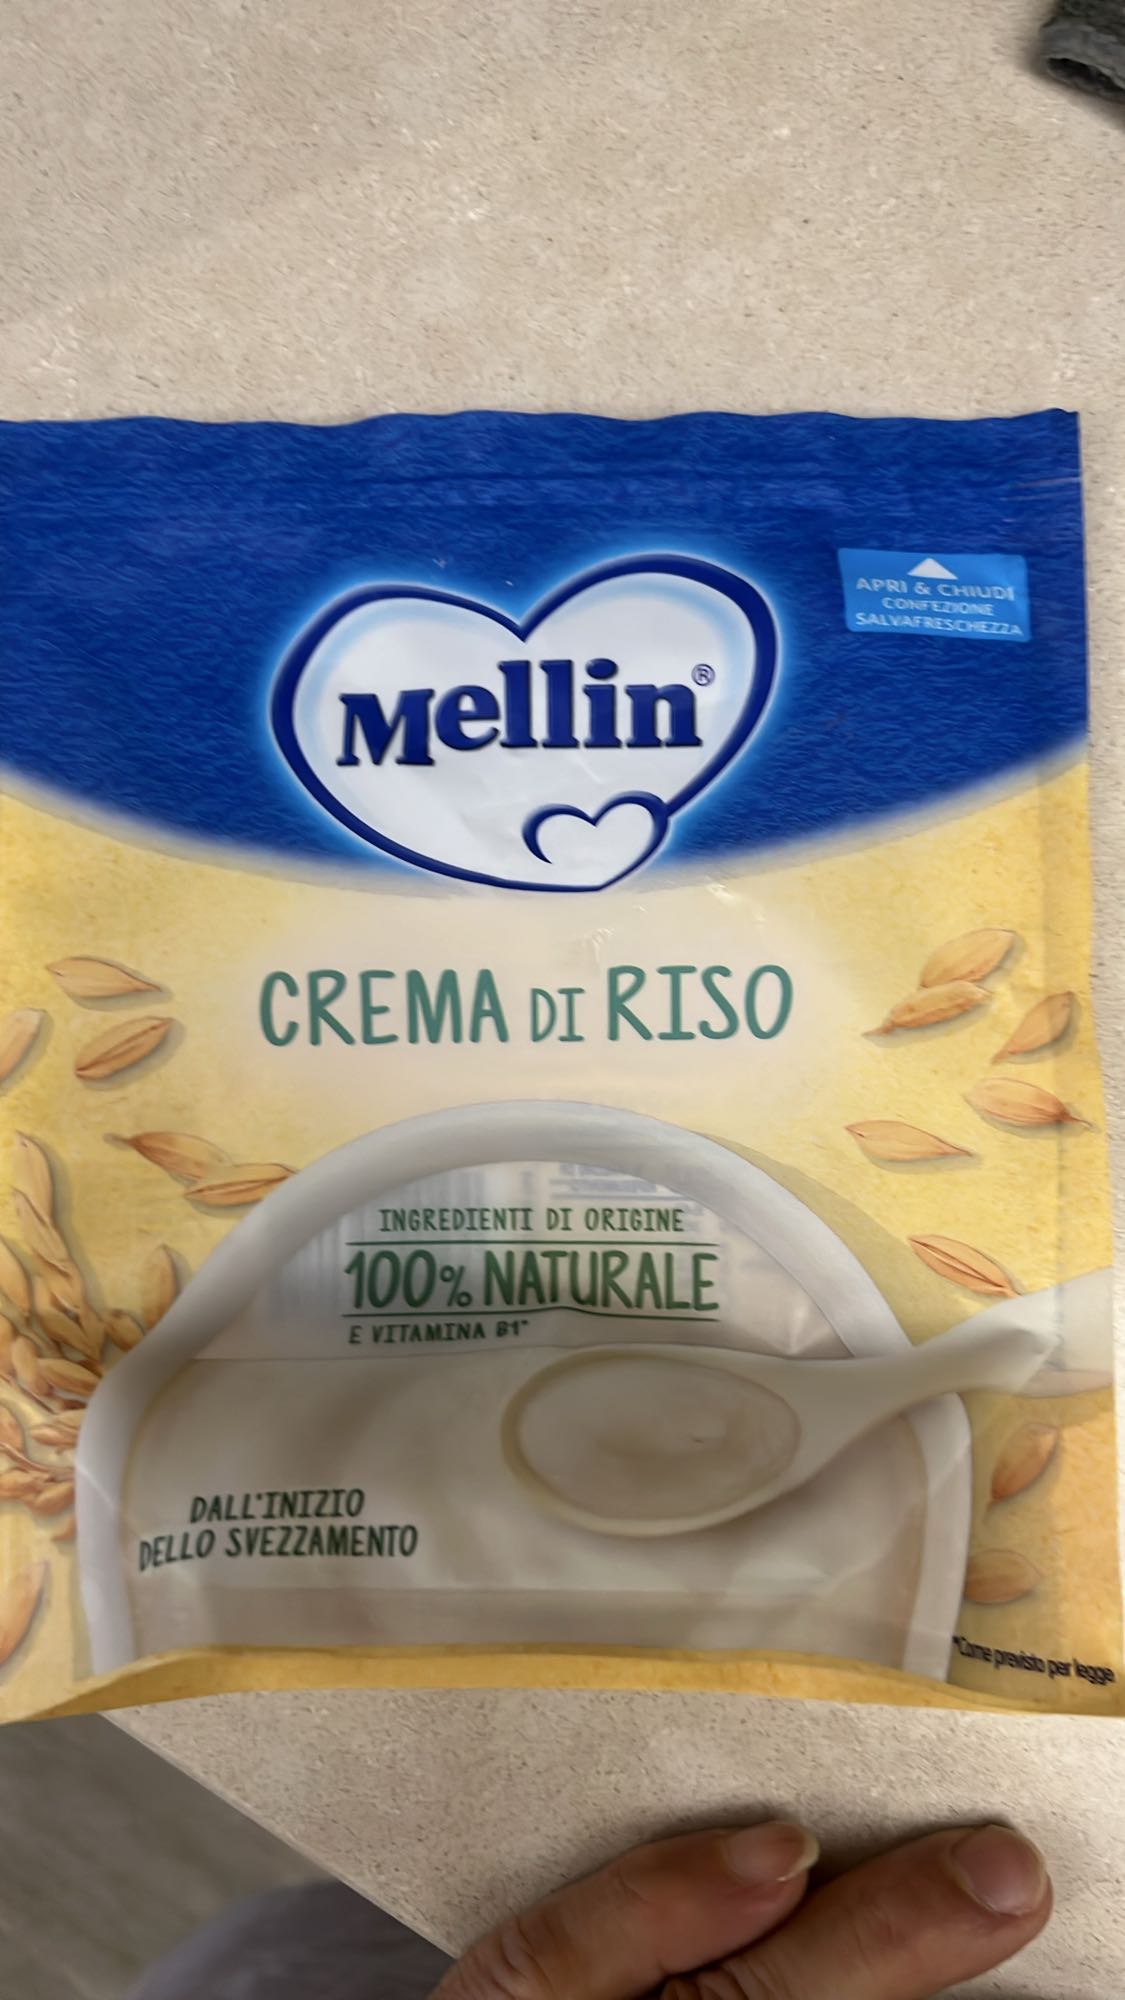 APRI & CHIUDI
CONFEZIONE
SALVAFRESCHEZZA
Mellin®
CREMA DI RISO
INGREDIENTI DI ORIGINE
100% NATURALE
E VITAMINA B1*
DALL'INIZIO
DELLO SVEZZAMENTO
*Come previsto per legge